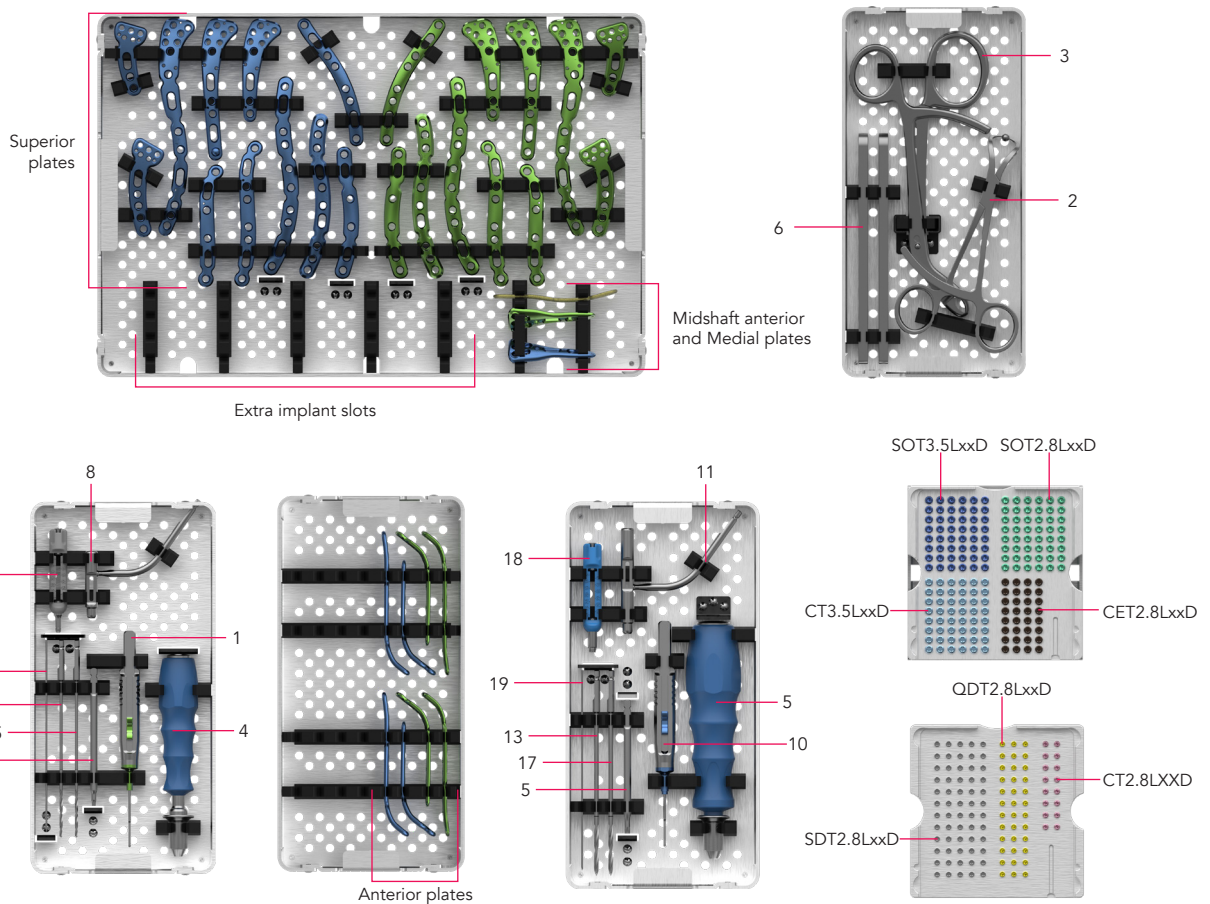 Superior
plates
3
2
6
Midshaft anterior
and Medial plates
Extra implant slots
SOT3.5LxxD
SOT2.8LxxD
8
11
18
CT3.5LxxD
CET2.8LxxD
1
QDT2.8LxxD
19
5
4
13
10
17
CT2.8LXXD
5
SDT2.8LxxD
Anterior plates